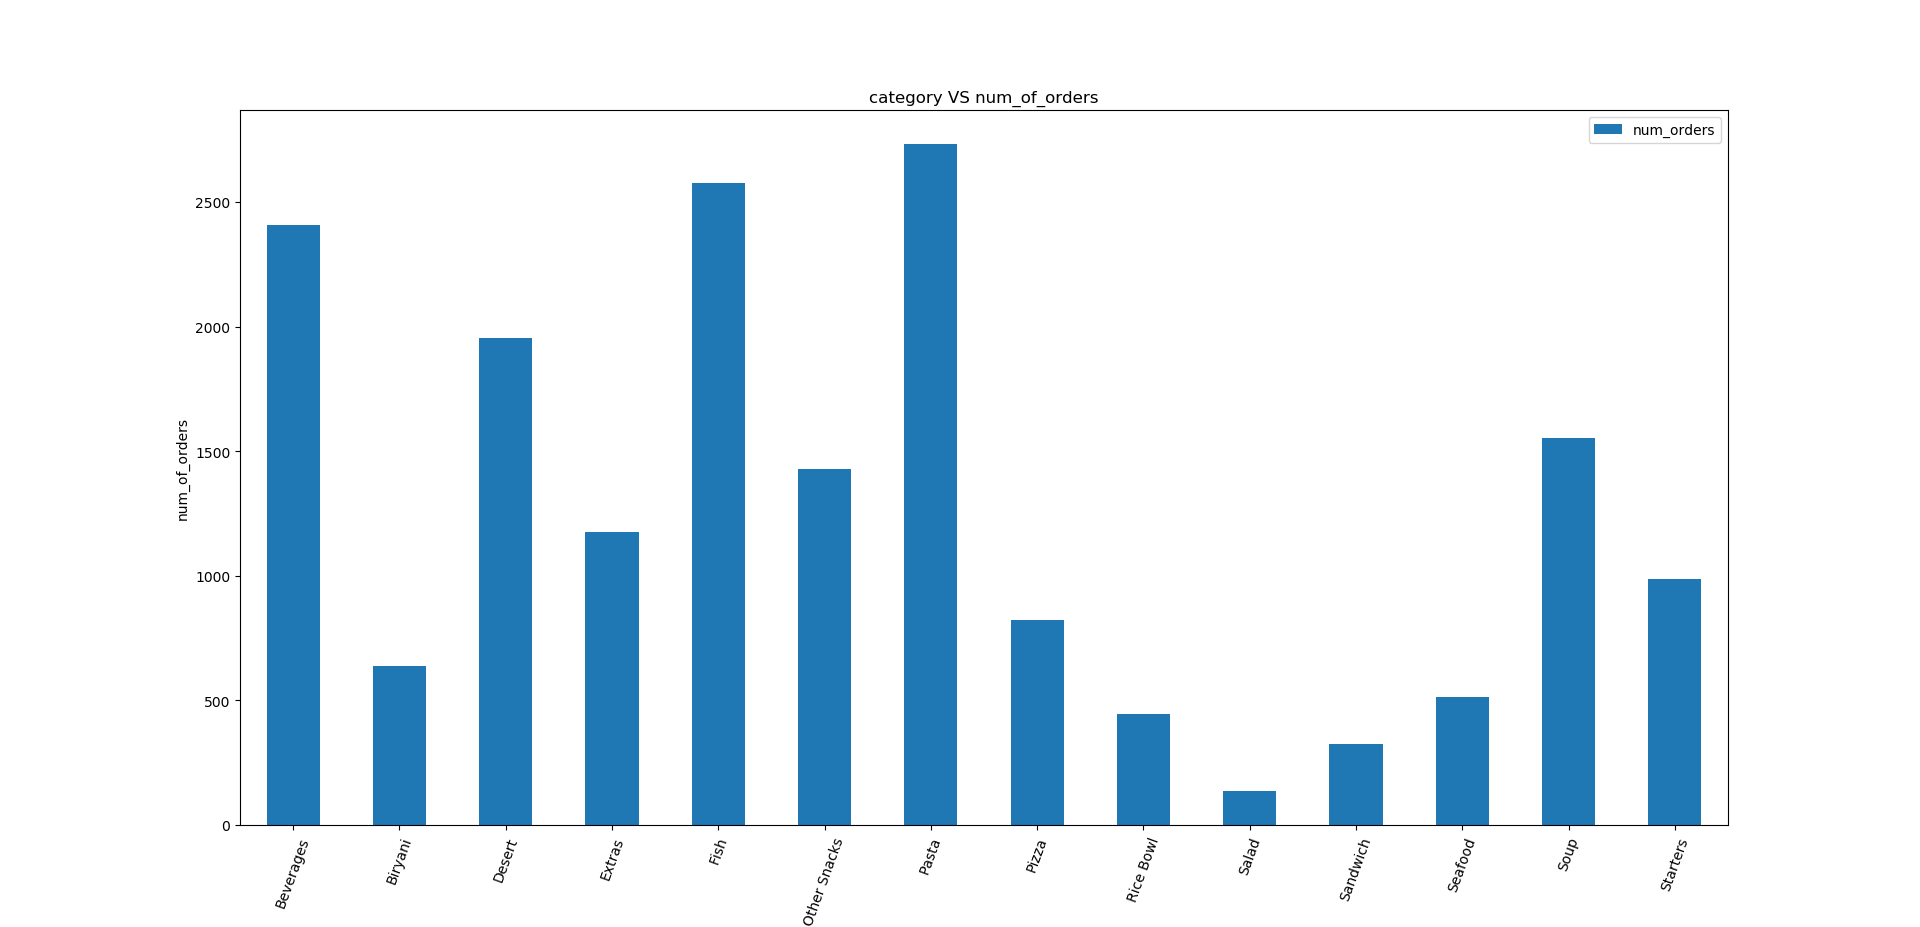 category VS num_of_orders
num_orders
num_of_orders
2500
2000
1500
1000
500
0
Beverages
Biryani
Desert
Extras
Fish
Other Snacks
Pasta
Pizza
Rice Bowl
Salad
Sandwich
Seafood
Soup
Starters